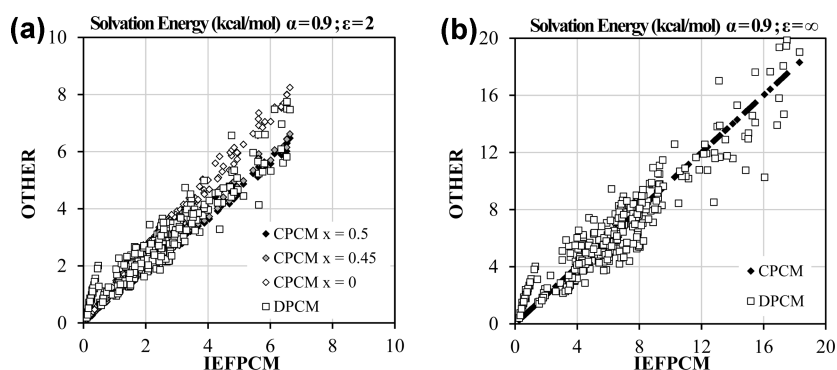 (a)
Solvation Energy (kcal/mol) α=0.9; ε=2
10
8
6
4
2
0
OTHER
CPCM x = 0.5
CPCM x = 0.45
CPCM x = 0
DPCM
0 2 4 6 8 10
IEFPCM
(b)
Solvation Energy (kcal/mol) α=0.9; ε=∞
20
16
12
8
4
0
OTHER
CPCM
DPCM
0 4 8 12 16 20
IEFPCM